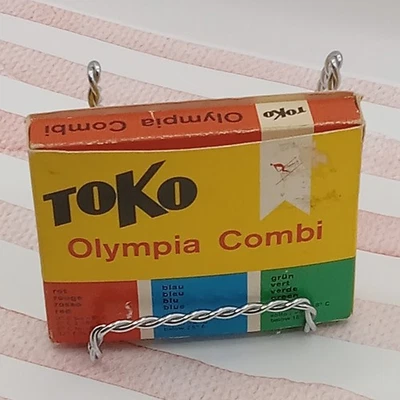 Olympia Combi
TOKO
TOKO
Olympia Combi
rot
rouge
rosso
red
blau
bleu
blu
blue
grün
vert
verde
green